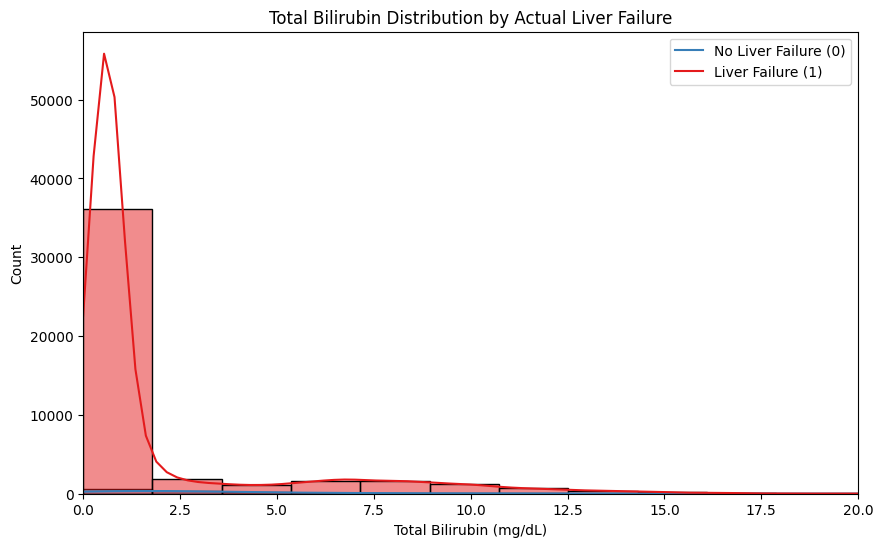 Total Bilirubin Distribution by Actual Liver Failure
No Liver Failure (0)
Liver Failure (1)
Count
50000
40000
30000
20000
10000
0
0.0 2.5 5.0 7.5 10.0 12.5 15.0 17.5 20.0
Total Bilirubin (mg/dL)